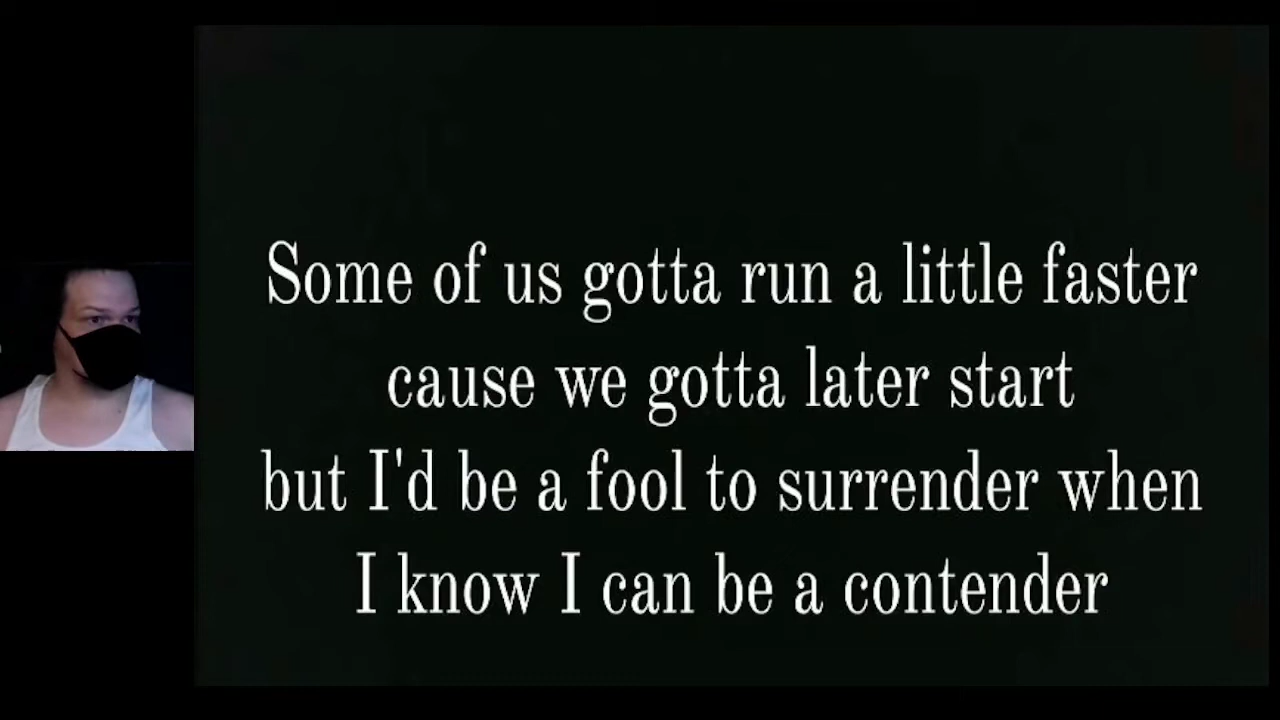 Some of us gotta run a little faster
cause we gotta later start
but I'd be a fool to surrender when
I know I can be a contender